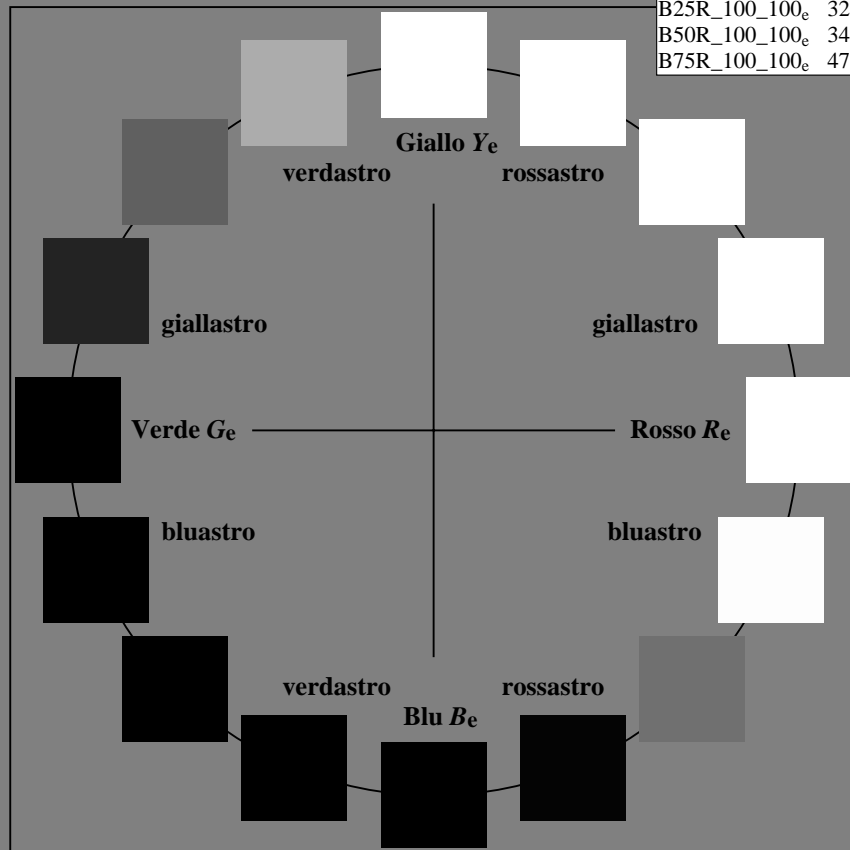 B25R_100_100e 32
B50R_100_100e 34
B75R_100_100e 47
Giallo Ye
verdastro rossastro
giallastro giallastro
Verde Ge Rosso Re
bluastro bluastro
verdastro rossastro
Blu Be